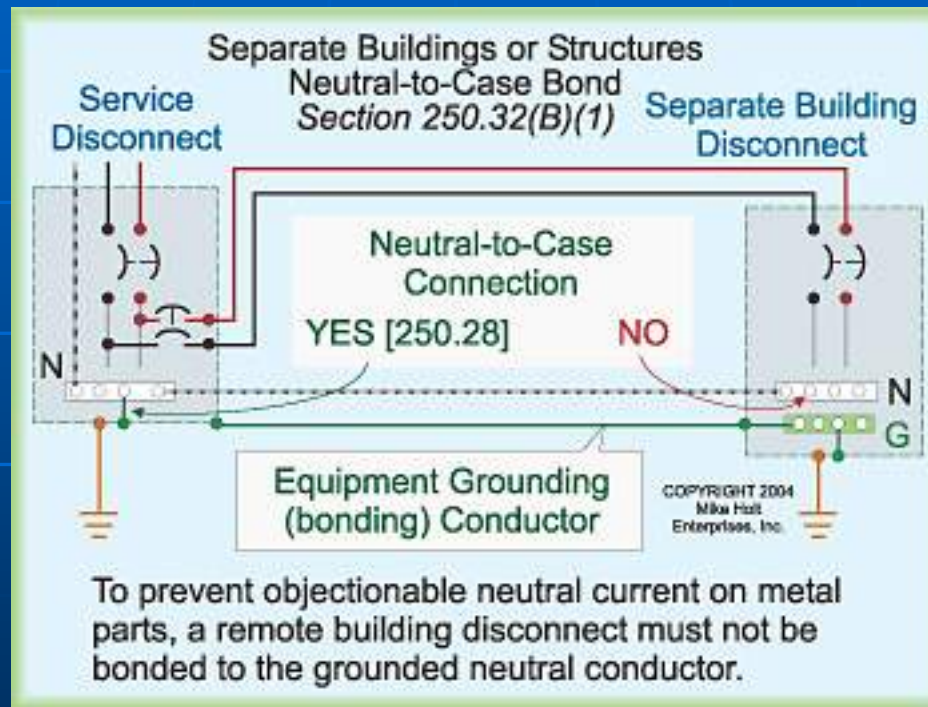 Separate Buildings or Structures
Neutral-to-Case Bond
Section 250.32(B)(1)
Service
Disconnect
Separate Building
Disconnect
Neutral-to-Case
Connection
YES [250.28]
NO
N
N
G
Equipment Grounding
(bonding) Conductor
COPYRIGHT 2004
Mike Holt
Enterprises, Inc.
To prevent objectionable neutral current on metal
parts, a remote building disconnect must not be
bonded to the grounded neutral conductor.